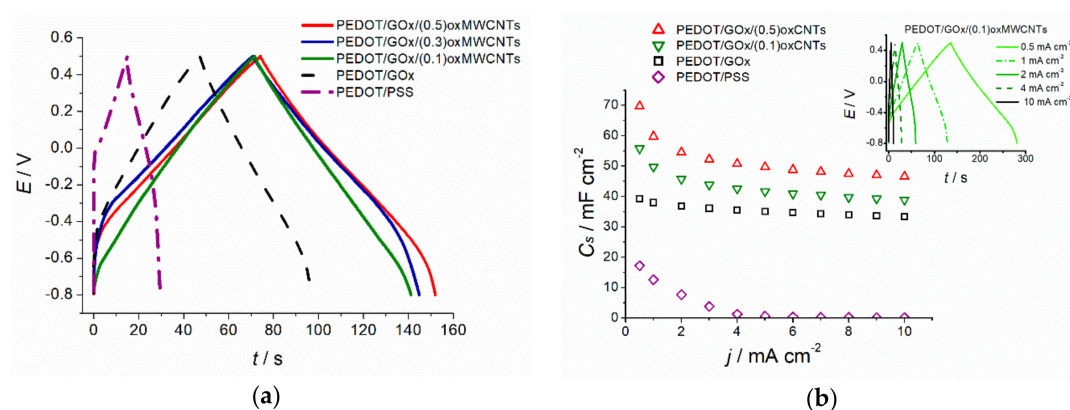 PEDOT/GOx/(0.5)oxMWCNTs
PEDOT/GOx/(0.3)oxMWCNTs
PEDOT/GOx/(0.1)oxMWCNTs
PEDOT/GOx
PEDOT/PSS
0.8
0.6
0.4
0.2
0.0
-0.2
-0.4
-0.6
-0.8
E / V
0 20 40 60 80 100 120 140 160
t / s
(a)
PEDOT/GOx/(0.5)oxCNTs
PEDOT/GOx/(0.1)oxCNTs
PEDOT/GOx
PEDOT/PSS
80
70
60
50
40
30
20
10
0
Cs / mF cm-2
0 2 4 6 8 10
j / mA cm-2
PEDOT/GOx/(0.1)oxMWCNTs
0.5 mA cm-2
1 mA cm-2
2 mA cm-2
4 mA cm-2
10 mA cm-2
0.4
0.0
-0.4
-0.8
E / V
0 100 200 300
t / s
(b)